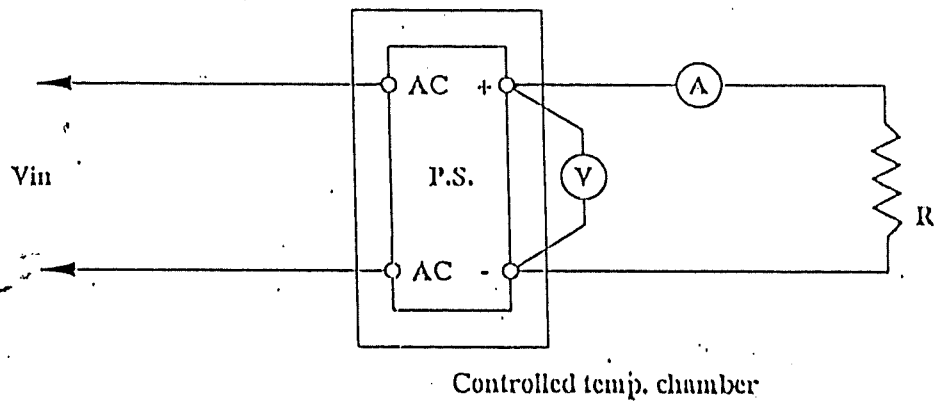 AC +
A
Vin
P.S.
V
R
AC -
Controlled temp. chamber